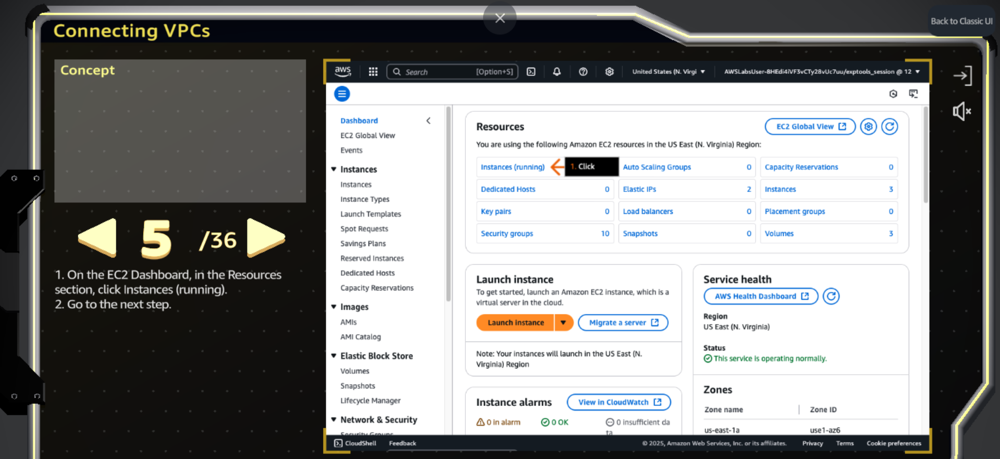 Back to Classic UI
Connecting VPCs
Concept
5 /36
1. On the EC2 Dashboard, in the Resources
section, click Instances (running).
2. Go to the next step.
aws Search [Option+S] United States (N. Virgi AWSLabsUser-8HEdi4iVF3vCTy28vUc7uu/exptools_session @ 12
Dashboard
EC2 Global View
Events
Instances
Instances
Instance Types
Launch Templates
Spot Requests
Savings Plans
Reserved Instances
Dedicated Hosts
Capacity Reservations
Images
AMIs
AMI Catalog
Elastic Block Store
Volumes
Snapshots
Lifecycle Manager
Network & Security
Security Groups
Resources
EC2 Global View
You are using the following Amazon EC2 resources in the US East (N. Virginia) Region:
Instances (running) 1. Click Auto Scaling Groups 0 Capacity Reservations 0
Dedicated Hosts 0 Elastic IPs 2 Instances 3
Key pairs 0 Load balancers 0 Placement groups 0
Security groups 10 Snapshots 0 Volumes 3
Launch instance
To get started, launch an Amazon EC2 instance, which is a
virtual server in the cloud.
Launch instance Migrate a server
Note: Your instances will launch in the US East (N.
Virginia) Region
Instance alarms View in CloudWatch
0 in alarm 0 OK 0 insufficient da
ta
Service health
AWS Health Dashboard
Region
US East (N. Virginia)
Status
This service is operating normally.
Zones
Zone name Zone ID
us-east-1a use1-az6
CloudShell Feedback © 2025, Amazon Web Services, Inc. or its affiliates. Privacy Terms Cookie preferences